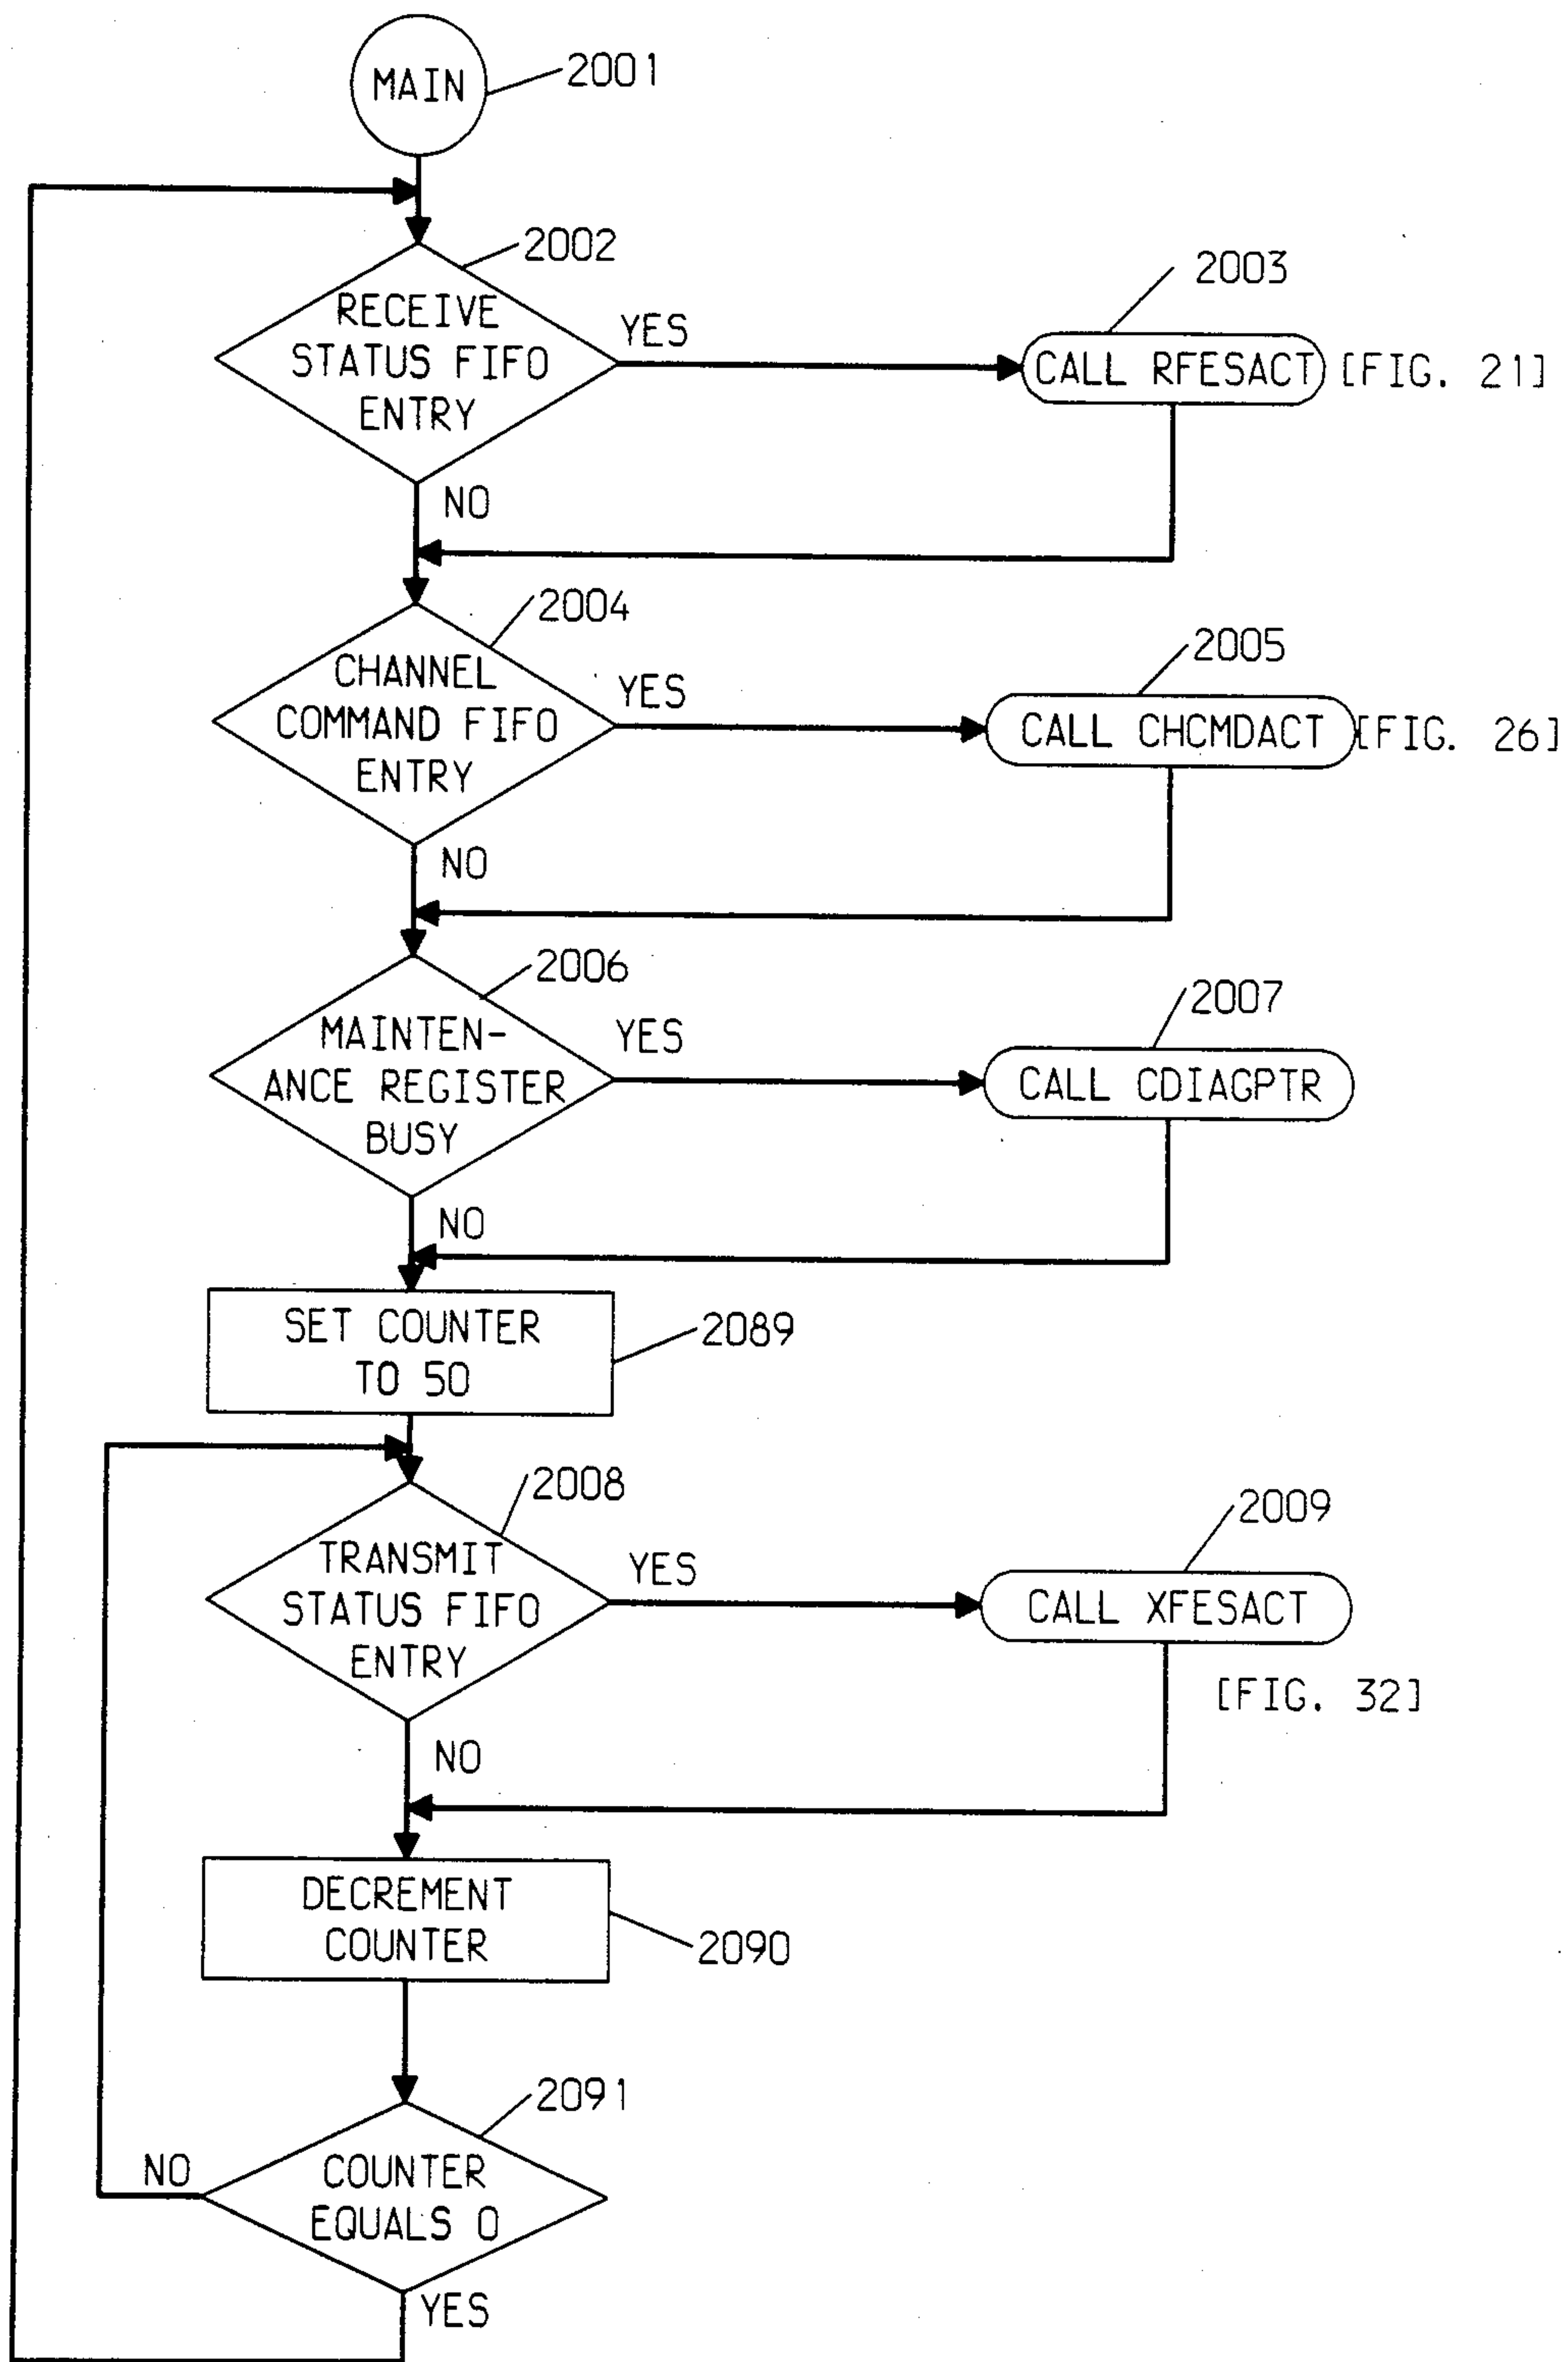 MAIN
2001
2002
RECEIVE
STATUS FIFO
ENTRY
YES
2003
CALL RFESACT
[FIG. 21]
NO
2004
CHANNEL
COMMAND FIFO
ENTRY
YES
2005
CALL CHCMDACT
[FIG. 26]
NO
2006
MAINTEN-
ANCE REGISTER
BUSY
YES
2007
CALL CDIAGPTR
NO
SET COUNTER
TO 50
2089
2008
TRANSMIT
STATUS FIFO
ENTRY
YES
2009
CALL XFESACT
[FIG. 32]
NO
DECREMENT
COUNTER
2090
2091
COUNTER
EQUALS 0
NO
YES